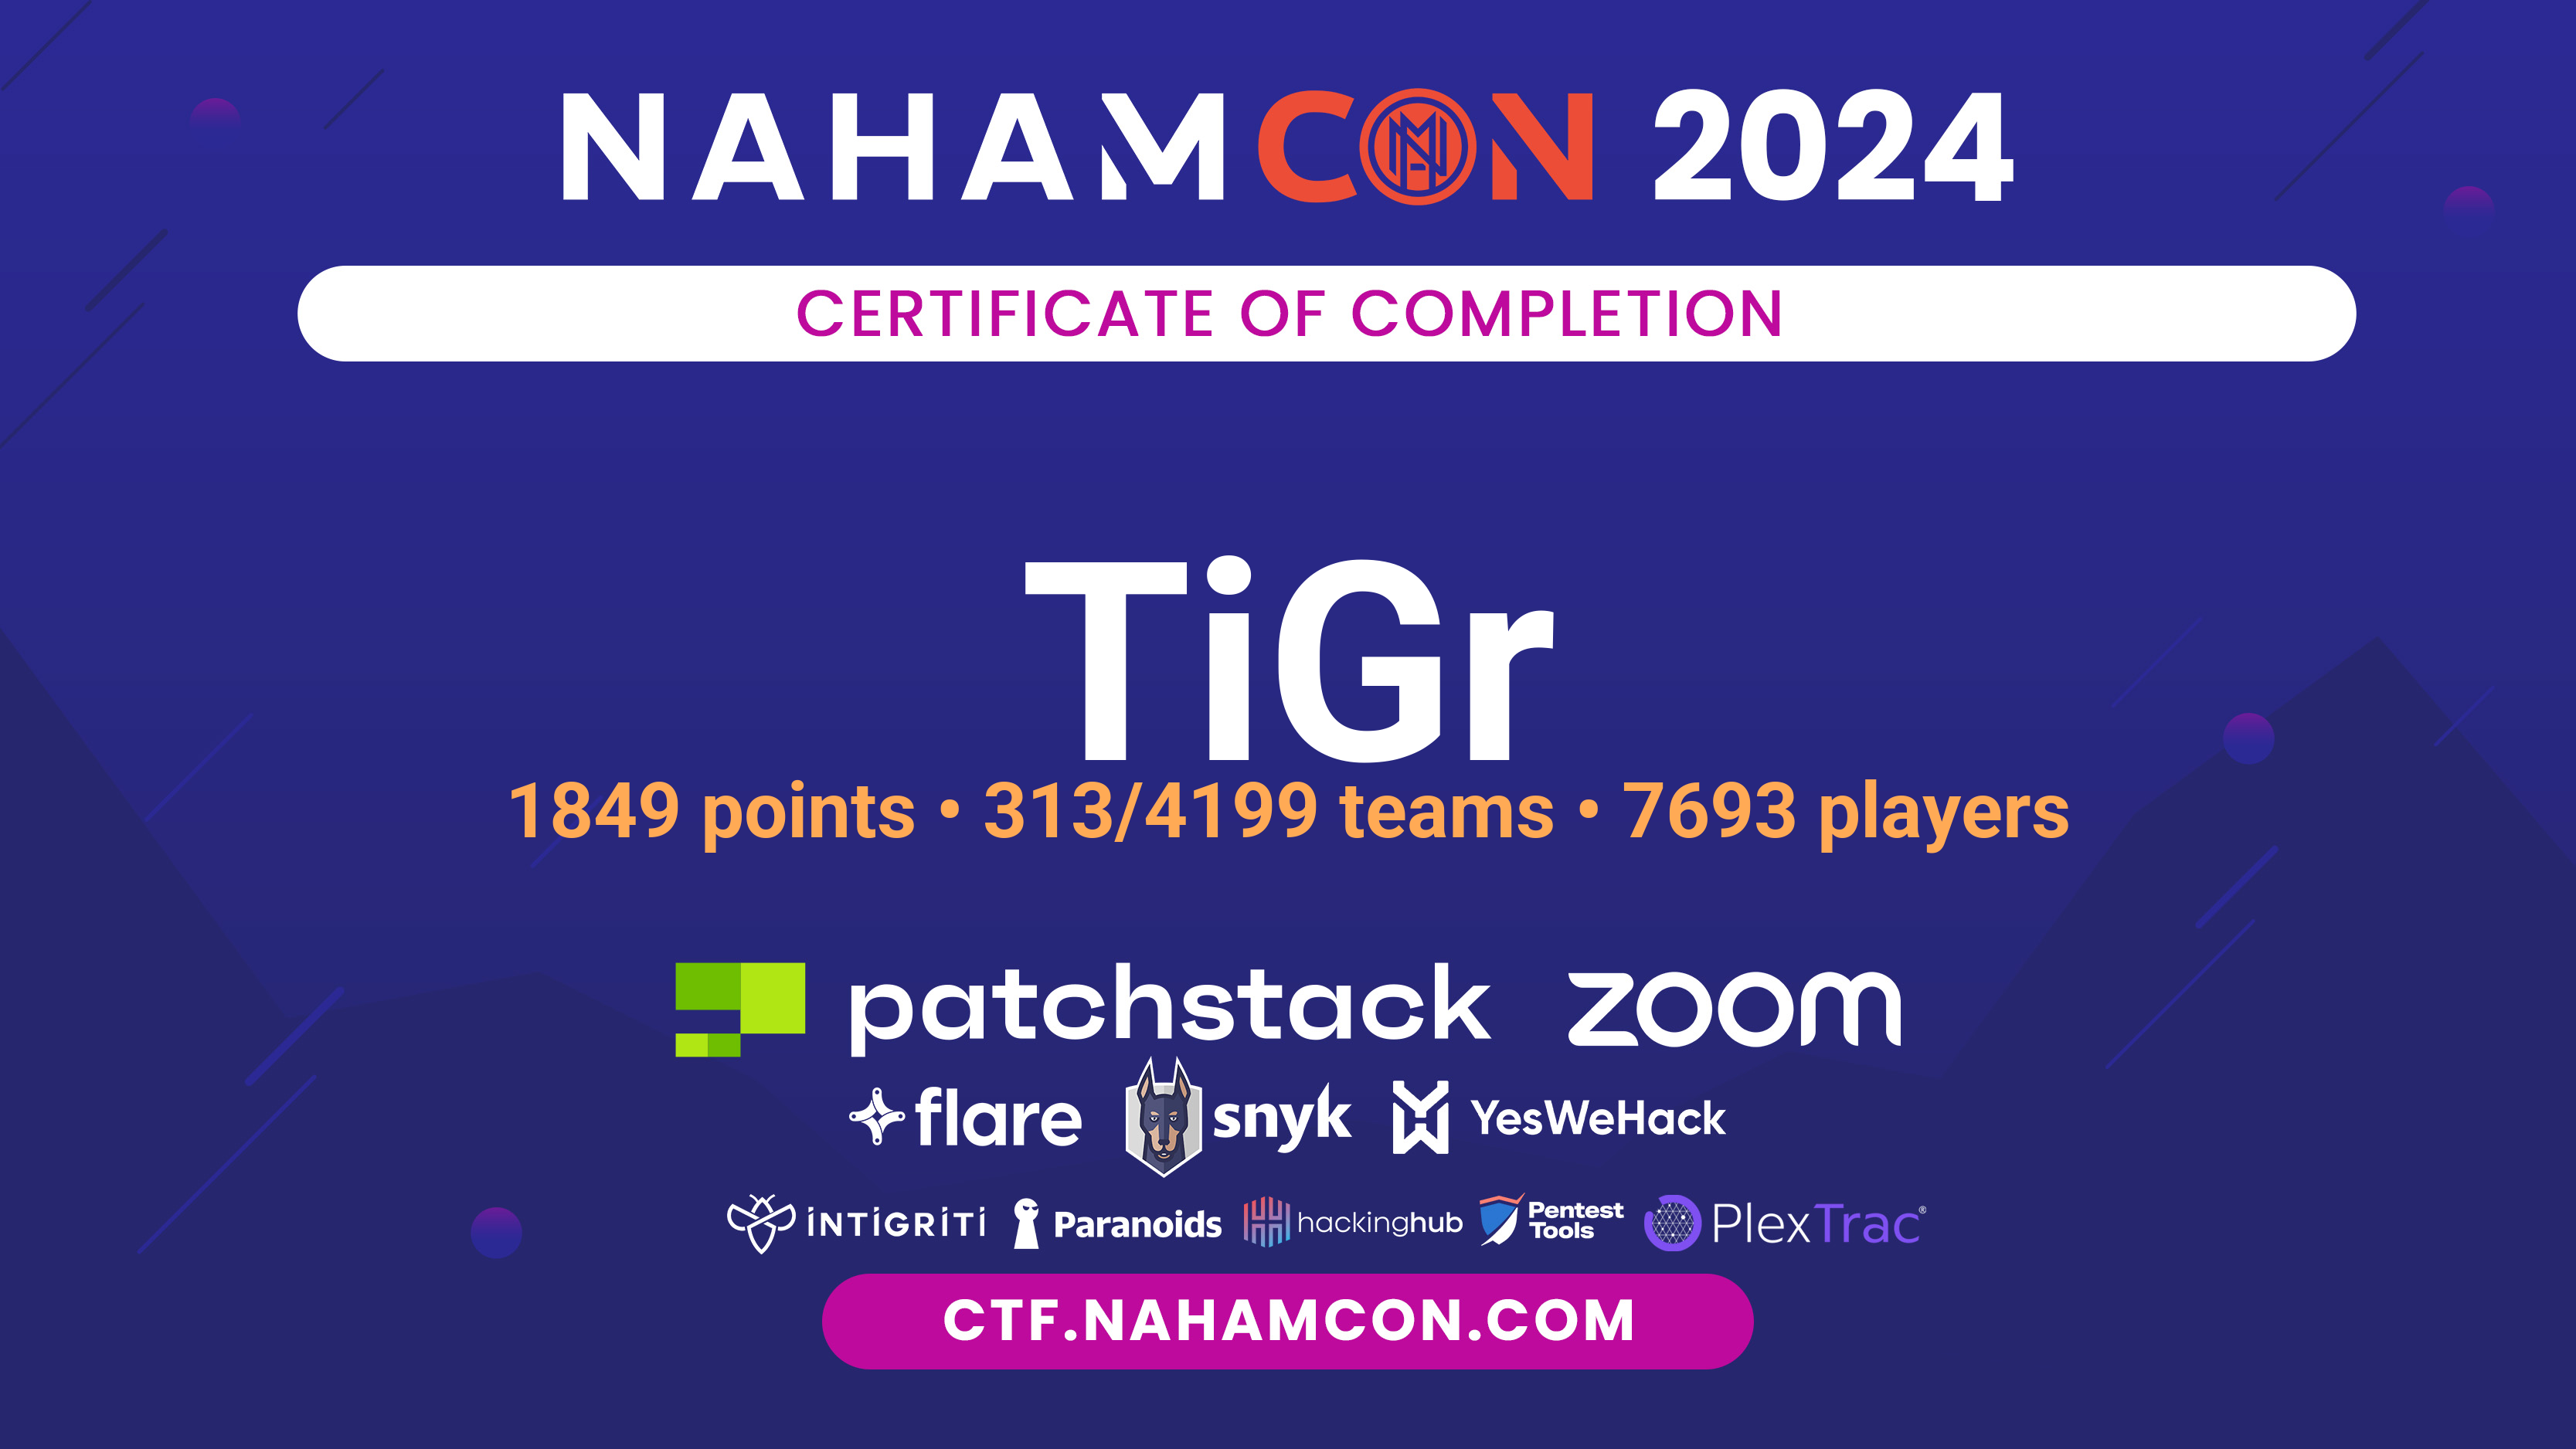 NAHAMCON 2024
CERTIFICATE OF COMPLETION
TiGr
1849 points • 313/4199 teams • 7693 players
patchstack zoom
flare snyk YesWeHack
INTIGRITI Paranoids hackinghub Pentest Tools PlexTrac®
CTF.NAHAMCON.COM